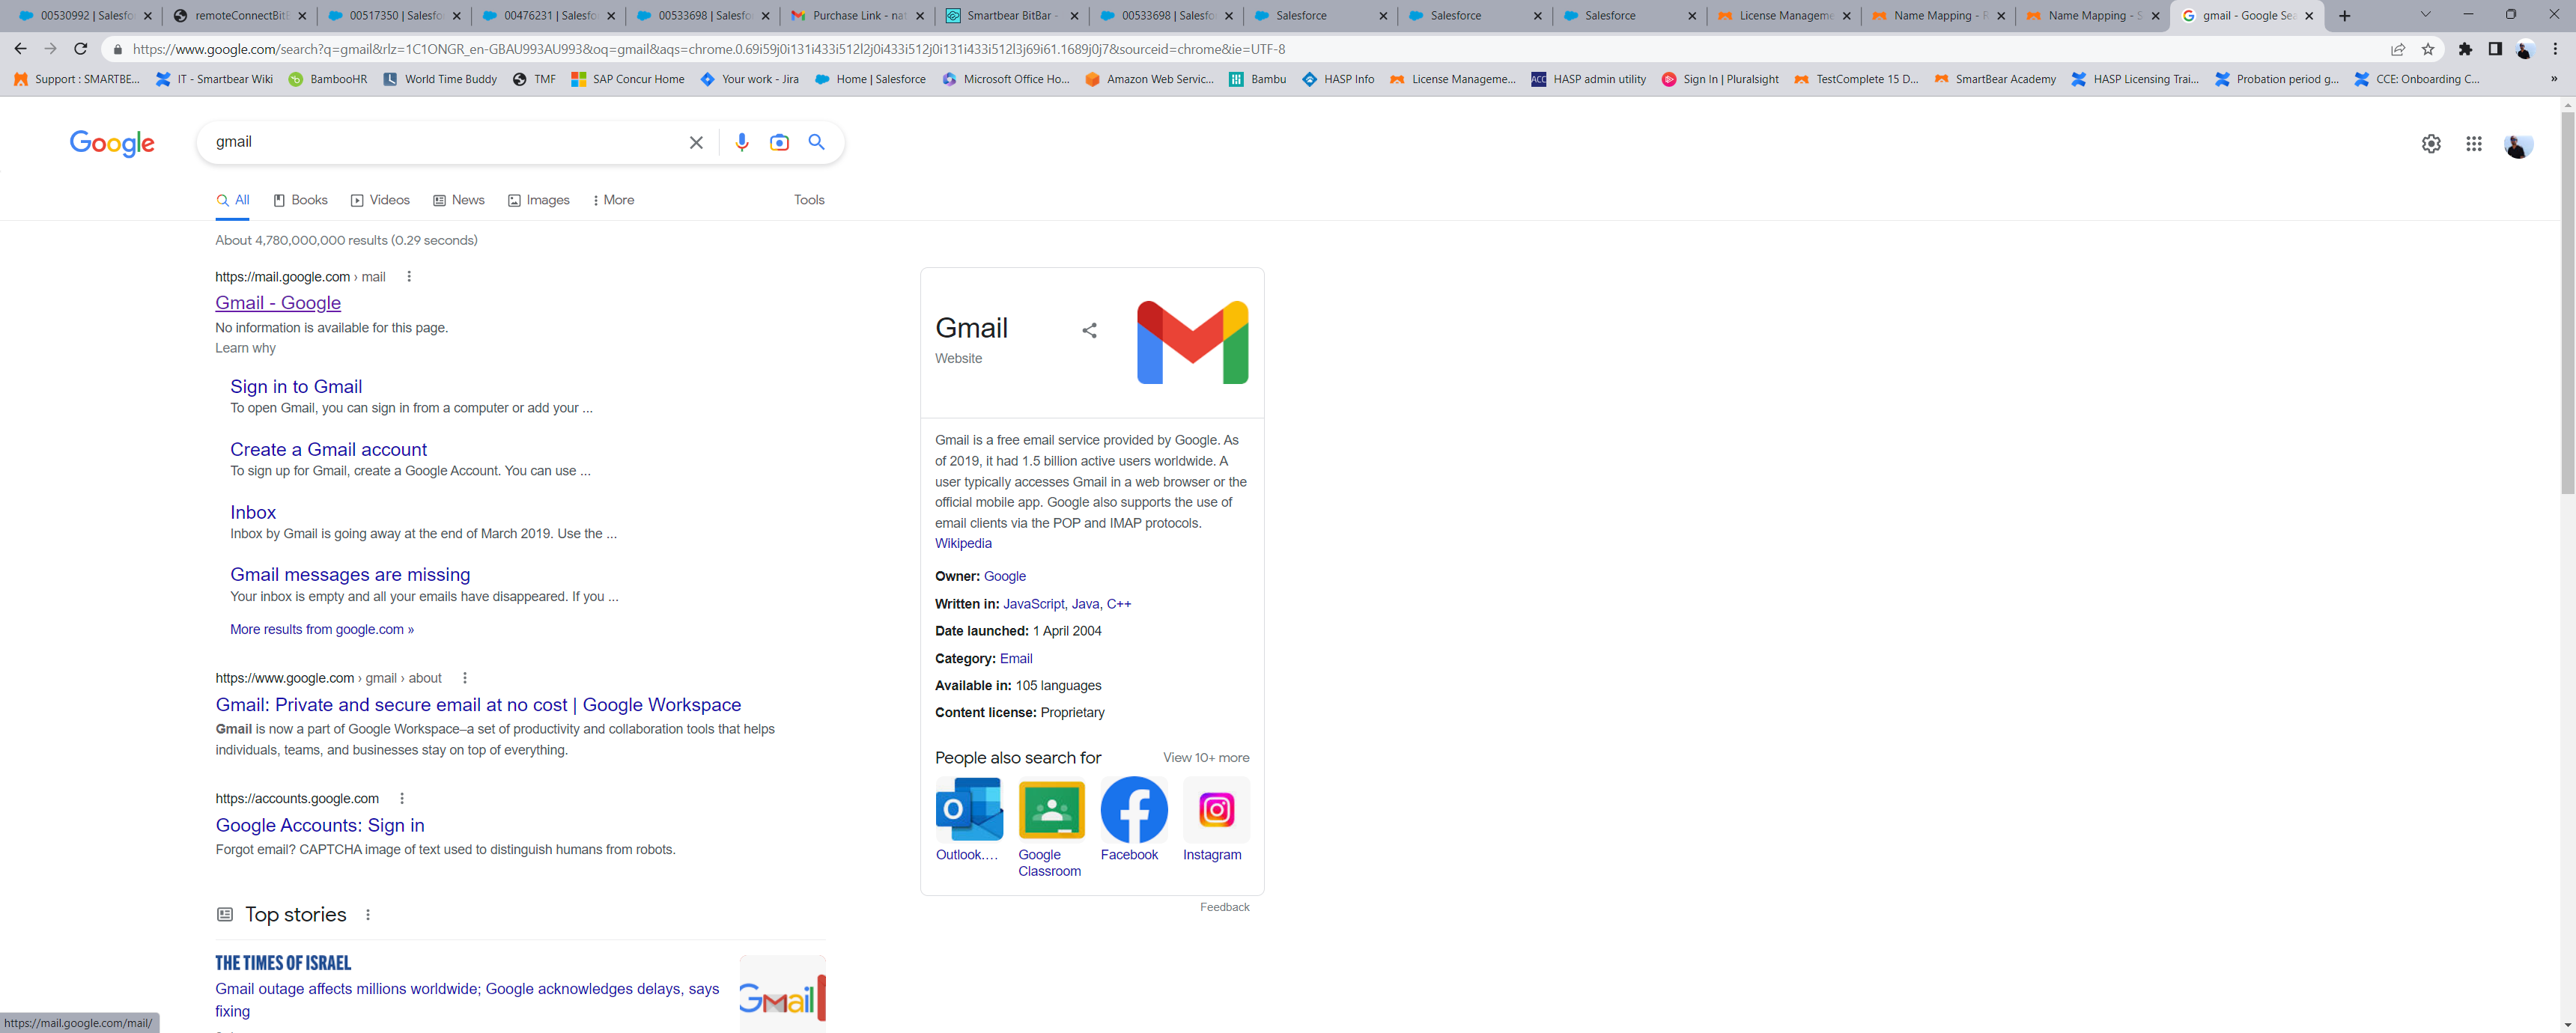 00530992 | Salesfo
remoteConnectBitE
00517350 | Salesfo
00476231 | Salesfo
00533698 | Salesfo
Purchase Link - nat
Smartbear BitBar -
00533698 | Salesfo
Salesforce
Salesforce
Salesforce
License Manageme
Name Mapping - F
Name Mapping - S
gmail - Google Sea
https://www.google.com/search?q=gmail&rlz=1C1ONGR_en-GBAU993AU993&oq=gmail&aqs=chrome.0.69i59j0i131i433i512l2j0i433i512j0i131i433i512l3j69i61.1689j0j7&sourceid=chrome&ie=UTF-8
Support : SMARTBE...
IT - Smartbear Wiki
BambooHR
World Time Buddy
TMF
SAP Concur Home
Your work - Jira
Home | Salesforce
Microsoft Office Ho...
Amazon Web Servic...
Bambu
HASP Info
License Manageme...
ACC HASP admin utility
Sign In | Pluralsight
TestComplete 15 D...
SmartBear Academy
HASP Licensing Trai...
Probation period g...
CCE: Onboarding C...
»
Google
gmail
All
Books
Videos
News
Images
More
Tools
About 4,780,000,000 results (0.29 seconds)
https://mail.google.com › mail
Gmail - Google
No information is available for this page.
Learn why
Sign in to Gmail
To open Gmail, you can sign in from a computer or add your ...
Create a Gmail account
To sign up for Gmail, create a Google Account. You can use ...
Inbox
Inbox by Gmail is going away at the end of March 2019. Use the ...
Gmail messages are missing
Your inbox is empty and all your emails have disappeared. If you ...
More results from google.com »
https://www.google.com › gmail › about
Gmail: Private and secure email at no cost | Google Workspace
Gmail is now a part of Google Workspace–a set of productivity and collaboration tools that helps
individuals, teams, and businesses stay on top of everything.
https://accounts.google.com
Google Accounts: Sign in
Forgot email? CAPTCHA image of text used to distinguish humans from robots.
Top stories
THE TIMES OF ISRAEL
Gmail outage affects millions worldwide; Google acknowledges delays, says
fixing
Gmail
Gmail
Website
Gmail is a free email service provided by Google. As
of 2019, it had 1.5 billion active users worldwide. A
user typically accesses Gmail in a web browser or the
official mobile app. Google also supports the use of
email clients via the POP and IMAP protocols.
Wikipedia
Owner: Google
Written in: JavaScript, Java, C++
Date launched: 1 April 2004
Category: Email
Available in: 105 languages
Content license: Proprietary
People also search for
View 10+ more
Outlook....
Google
Classroom
Facebook
Instagram
Feedback
https://mail.google.com/mail/